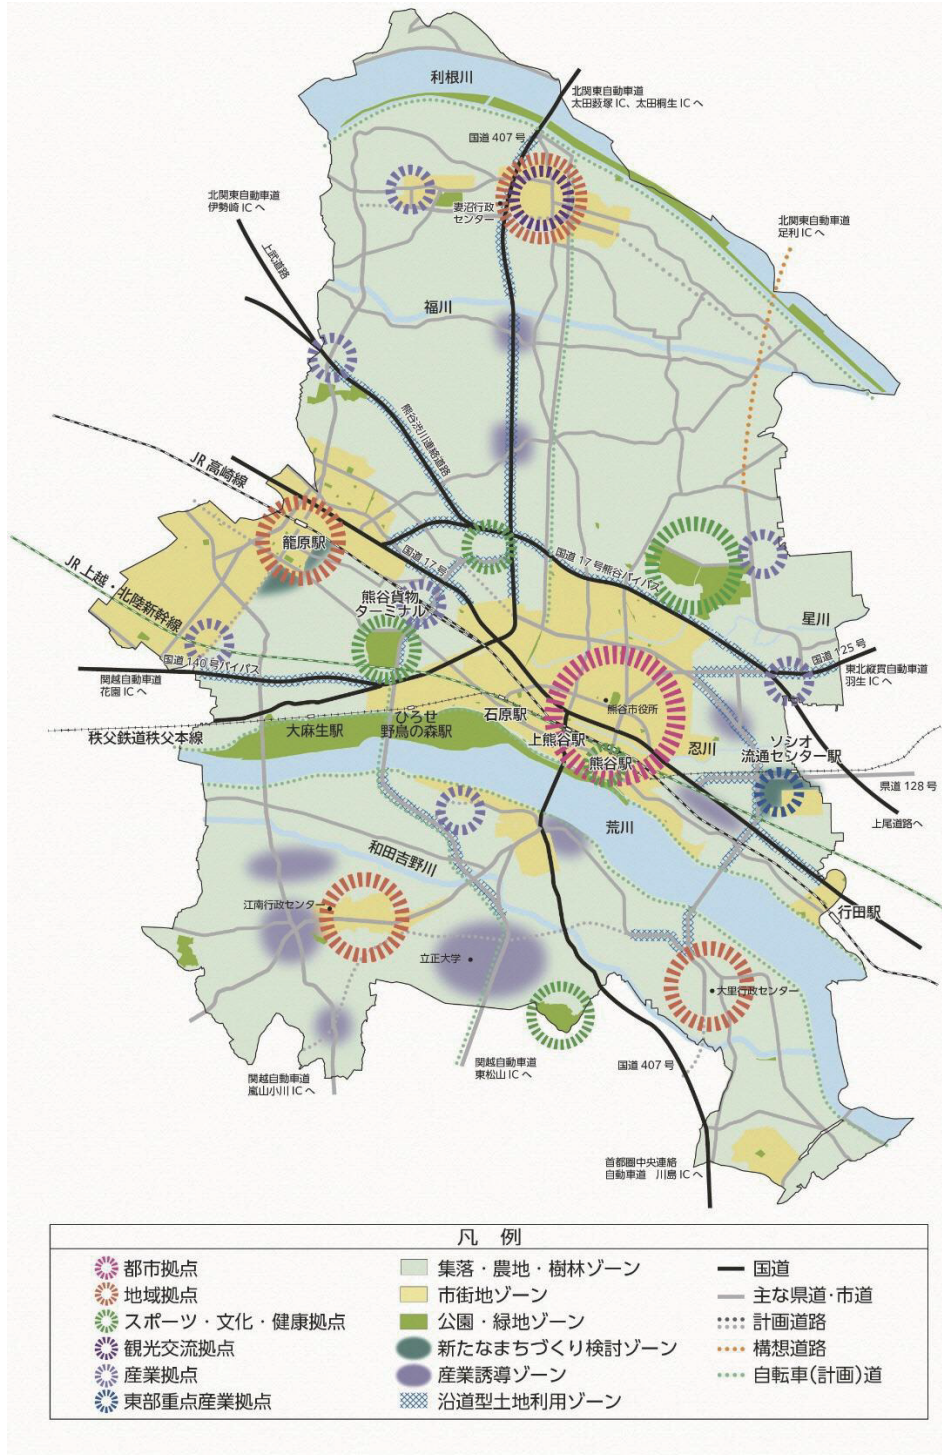 利根川
北関東自動車道
太田藪塚IC、太田桐生ICへ
国道407号
北関東自動車道
伊勢崎ICへ
妻沼行政
センター
北関東自動車道
足利ICへ
上武道路
福川
熊谷渋川連絡道路
JR高崎線
籠原駅
国道17号
国道17号熊谷バイパス
JR上越・北陸新幹線
熊谷貨物
ターミナル
星川
国道140号バイパス
国道125号
関越自動車道
花園ICへ
東北縦貫自動車道
羽生ICへ
熊谷市役所
秩父鉄道秩父本線
大麻生駅
ひろせ
野鳥の森駅
石原駅
上熊谷駅
熊谷駅
忍川
ソシオ
流通センター駅
県道128号
上尾道路へ
荒川
和田吉野川
江南行政センター
行田駅
立正大学
大里行政センター
関越自動車道
嵐山小川ICへ
関越自動車道
東松山ICへ
国道407号
首都圏中央連絡
自動車道 川島ICへ
凡 例
都市拠点
地域拠点
スポーツ・文化・健康拠点
観光交流拠点
産業拠点
東部重点産業拠点
集落・農地・樹林ゾーン
市街地ゾーン
公園・緑地ゾーン
新たなまちづくり検討ゾーン
産業誘導ゾーン
沿道型土地利用ゾーン
国道
主な県道・市道
計画道路
構想道路
自転車(計画)道